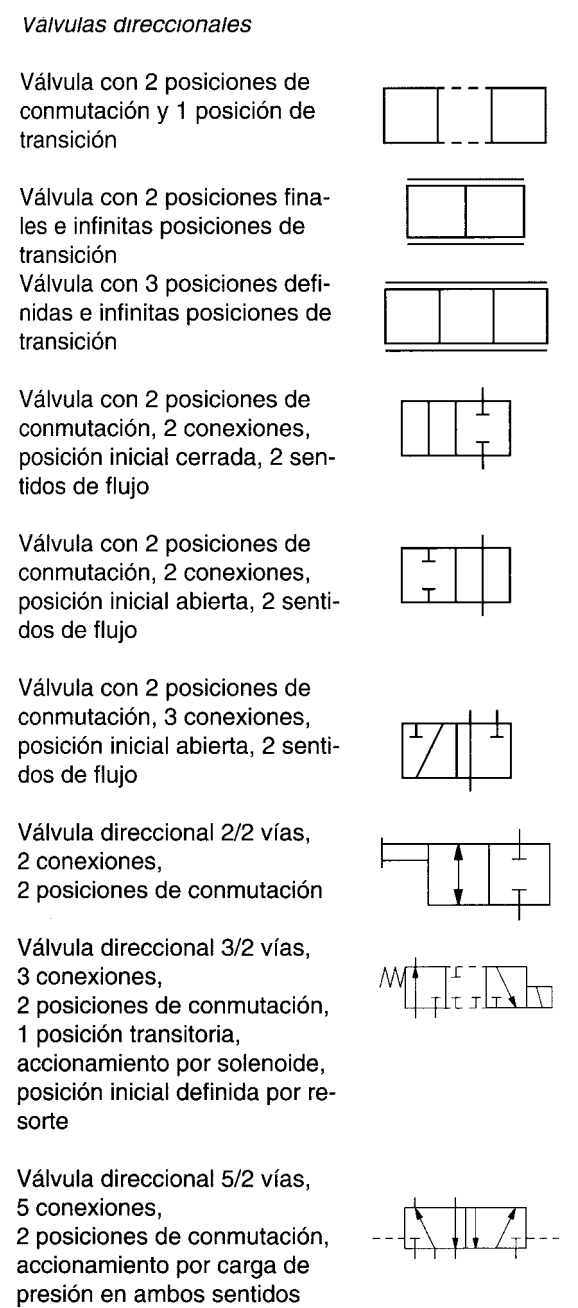 Válvulas direccionales
Válvula con 2 posiciones de
conmutación y 1 posición de
transición
Válvula con 2 posiciones fina-
les e infinitas posiciones de
transición
Válvula con 3 posiciones defi-
nidas e infinitas posiciones de
transición
Válvula con 2 posiciones de
conmutación, 2 conexiones,
posición inicial cerrada, 2 sen-
tidos de flujo
Válvula con 2 posiciones de
conmutación, 2 conexiones,
posición inicial abierta, 2 senti-
dos de flujo
Válvula con 2 posiciones de
conmutación, 3 conexiones,
posición inicial abierta, 2 senti-
dos de flujo
Válvula direccional 2/2 vías,
2 conexiones,
2 posiciones de conmutación
Válvula direccional 3/2 vías,
3 conexiones,
2 posiciones de conmutación,
1 posición transitoria,
accionamiento por solenoide,
posición inicial definida por re-
sorte
Válvula direccional 5/2 vías,
5 conexiones,
2 posiciones de conmutación,
accionamiento por carga de
presión en ambos sentidos